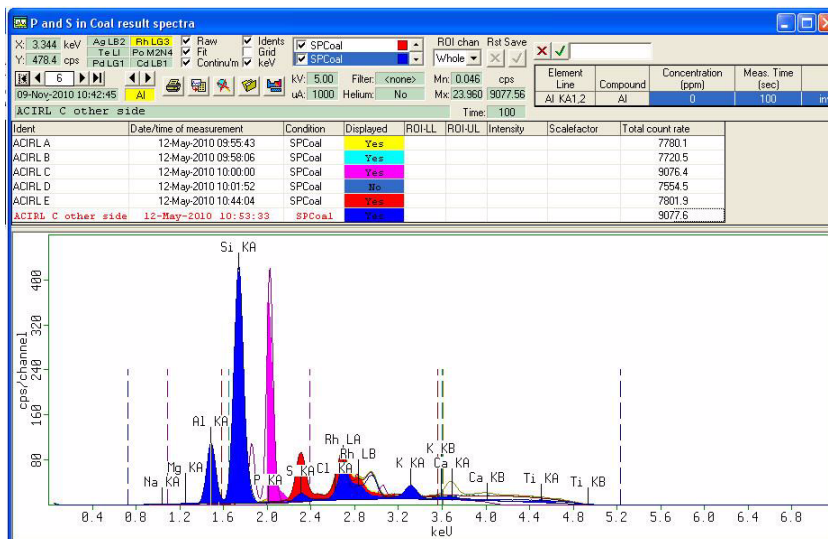 P and S in Coal result spectra
X: 3.344 keV Ag LB2 Rh LG3 Raw Idents SPCoal ROI chan Rst Save
Y: 478.4 cps Te LI Po M2N4 Fit Grid SPCoal Whole
Pd LG1 Cd LB1 Continu'm keV
6 kV: 5.00 Filter: <none> Mn: 0.046 cps
09-Nov-2010 10:42:45 Al uA: 1000 Helium: No Mx: 23.960 9077.56
ACIRL C other side Time: 100
Element Line Compound Concentration (ppm) Meas. Time (sec)
Al KA1,2 Al 0 100 ins
Ident Date/time of measurement Condition Displayed ROI-LL ROI-UL Intensity Scalefactor Total count rate
ACIRL A 12-May-2010 09:55:43 SPCoal Yes 7780.1
ACIRL B 12-May-2010 09:58:06 SPCoal Yes 7720.5
ACIRL C 12-May-2010 10:00:00 SPCoal Yes 9076.4
ACIRL D 12-May-2010 10:01:52 SPCoal No 7554.5
ACIRL E 12-May-2010 10:44:04 SPCoal Yes 7801.9
ACIRL C other side 12-May-2010 10:53:33 SPCoal Yes 9077.6
Si KA
400
320
cps/channel
240
160
Al KA
Rh LA
Rh LB
K KB
80
Na KA Mg KA P KA S KA Cl KA K KA Ca KA Ca KB Ti KA Ti KB
0.4 0.8 1.2 1.6 2.0 2.4 2.8 3.2 3.6 4.0 4.4 4.8 5.2 5.6 6.0 6.4 6.8
keV